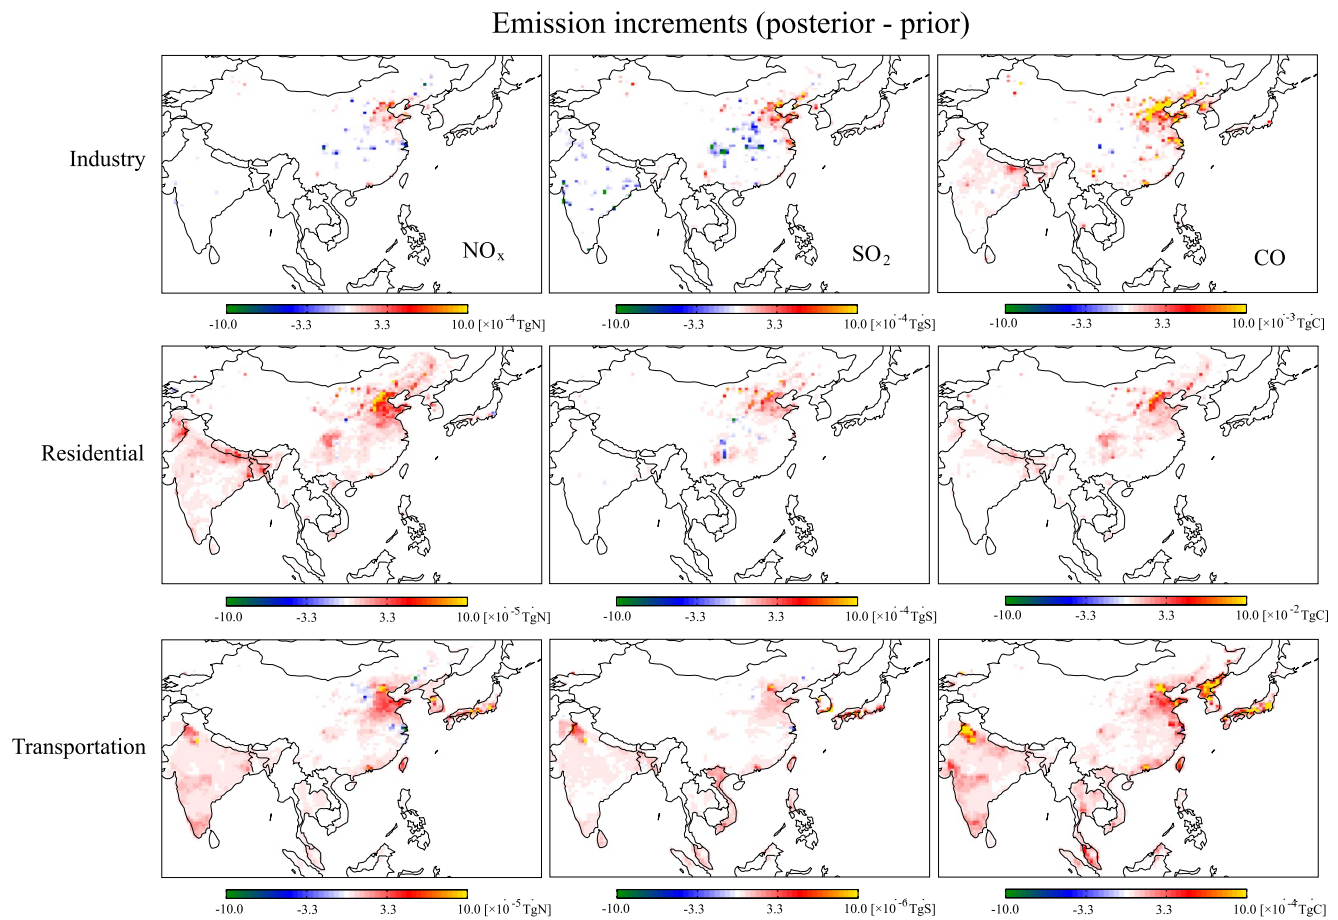 Emission increments (posterior - prior)
Industry
NOₓ
SO₂
CO
-10.0 -3.3 3.3 10.0 [×10⁻⁴ TgN]
-10.0 -3.3 3.3 10.0 [×10⁻⁴ TgS]
-10.0 -3.3 3.3 10.0 [×10⁻³ TgC]
Residential
-10.0 -3.3 3.3 10.0 [×10⁻⁵ TgN]
-10.0 -3.3 3.3 10.0 [×10⁻⁴ TgS]
-10.0 -3.3 3.3 10.0 [×10⁻² TgC]
Transportation
-10.0 -3.3 3.3 10.0 [×10⁻⁵ TgN]
-10.0 -3.3 3.3 10.0 [×10⁻⁶ TgS]
-10.0 -3.3 3.3 10.0 [×10⁻⁴ TgC]